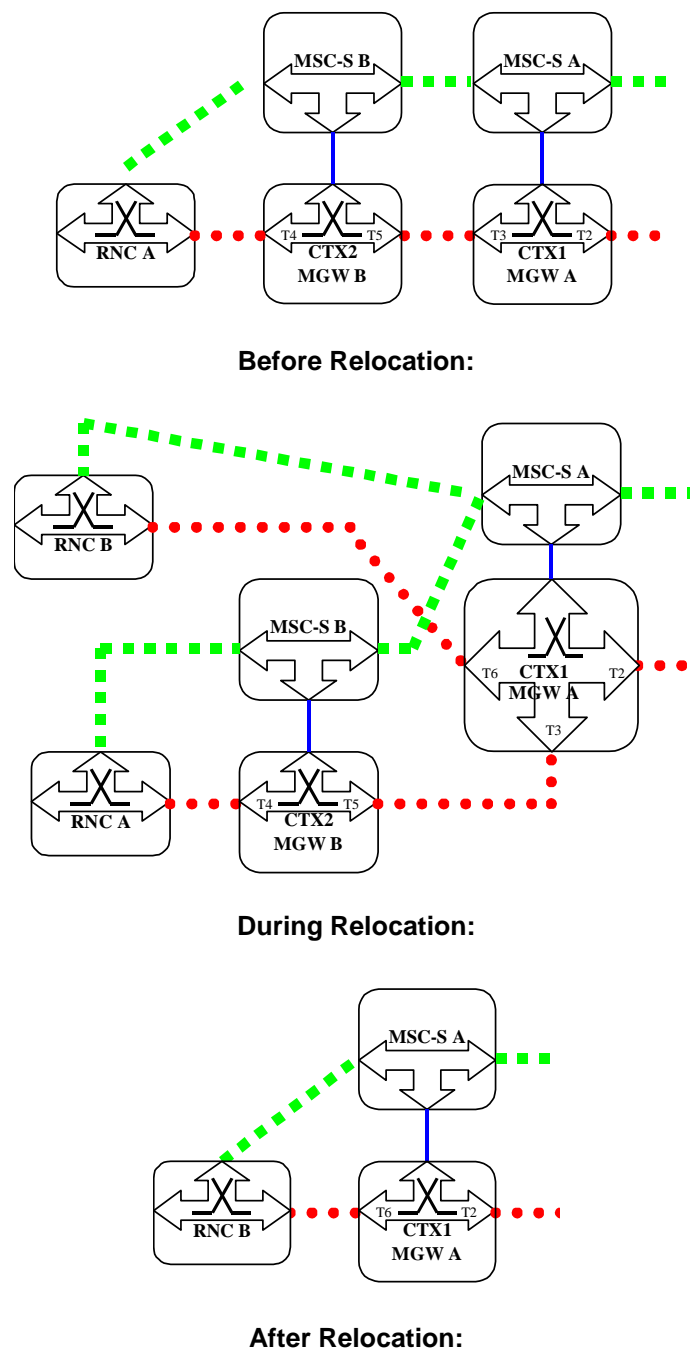 MSC-S B
MSC-S A
RNC A
T4
T5
CTX2
MGW B
T3
T2
CTX1
MGW A
Before Relocation:
MSC-S A
RNC B
MSC-S B
T6
CTX1
T2
MGW A
T3
RNC A
T4
T5
CTX2
MGW B
During Relocation:
MSC-S A
RNC B
T6
T2
CTX1
MGW A
After Relocation: